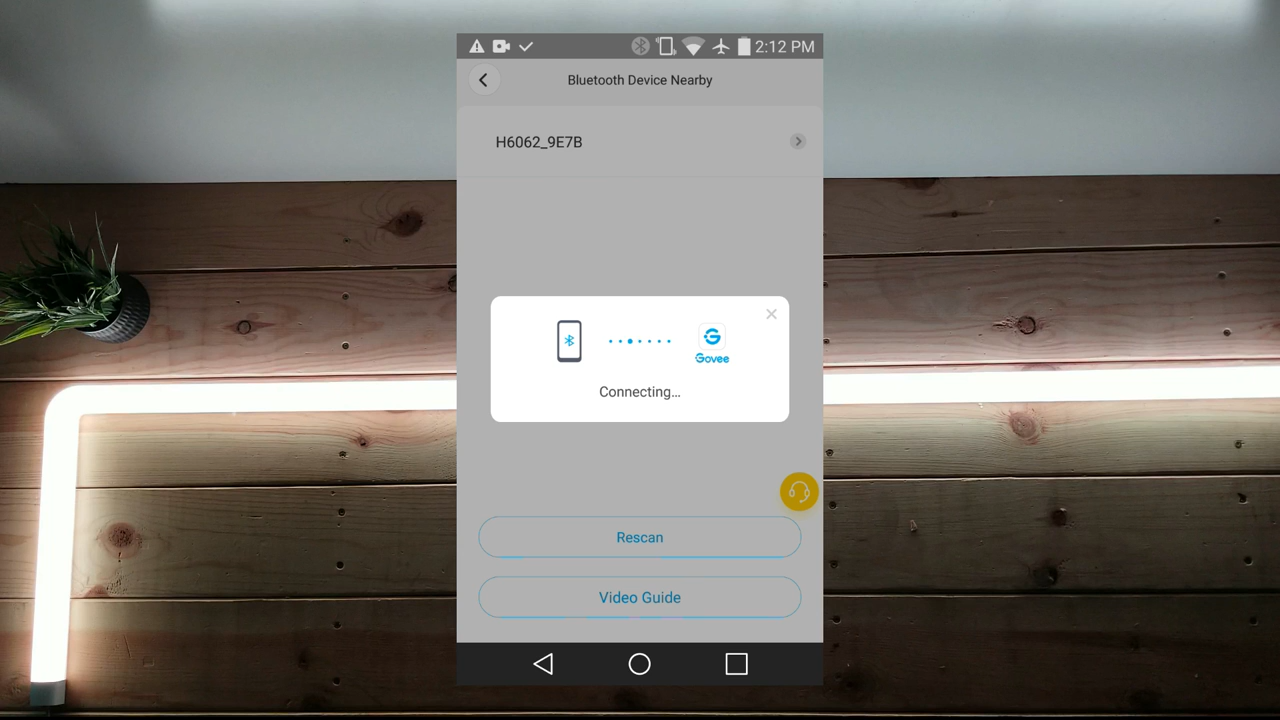 2:12 PM
Bluetooth Device Nearby
H6062_9E7B
Govee
Connecting...
Rescan
Video Guide